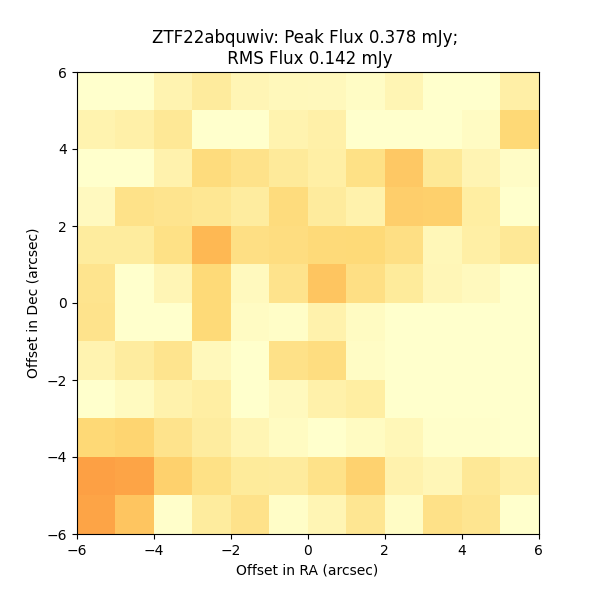 ZTF22abquwiv: Peak Flux 0.378 mJy;
RMS Flux 0.142 mJy
6
4
2
0
−2
−4
−6
Offset in Dec (arcsec)
−6 −4 −2 0 2 4 6
Offset in RA (arcsec)